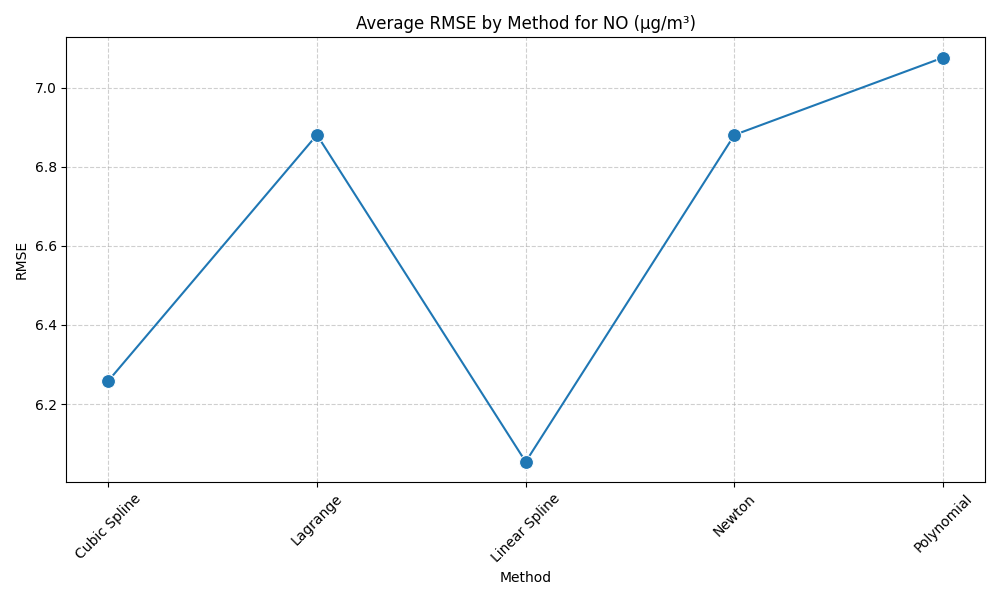 Average RMSE by Method for NO (µg/m³)
7.0
6.8
6.6
6.4
6.2
RMSE
Cubic Spline
Lagrange
Linear Spline
Newton
Polynomial
Method